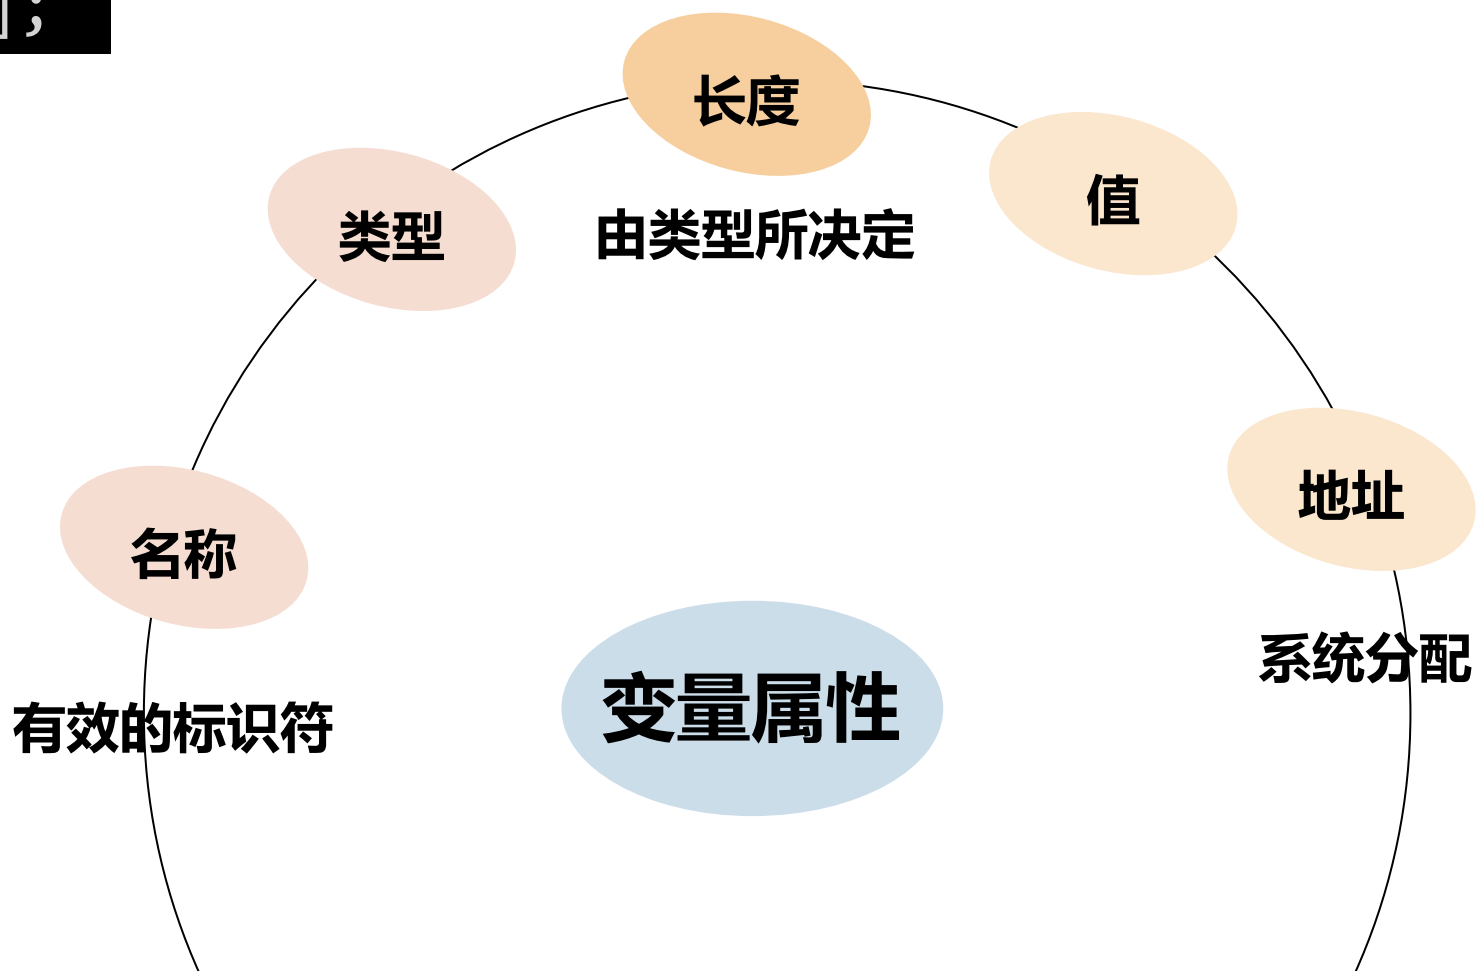 ];
长度
值
类型
由类型所决定
地址
名称
系统分配
变量属性
有效的标识符